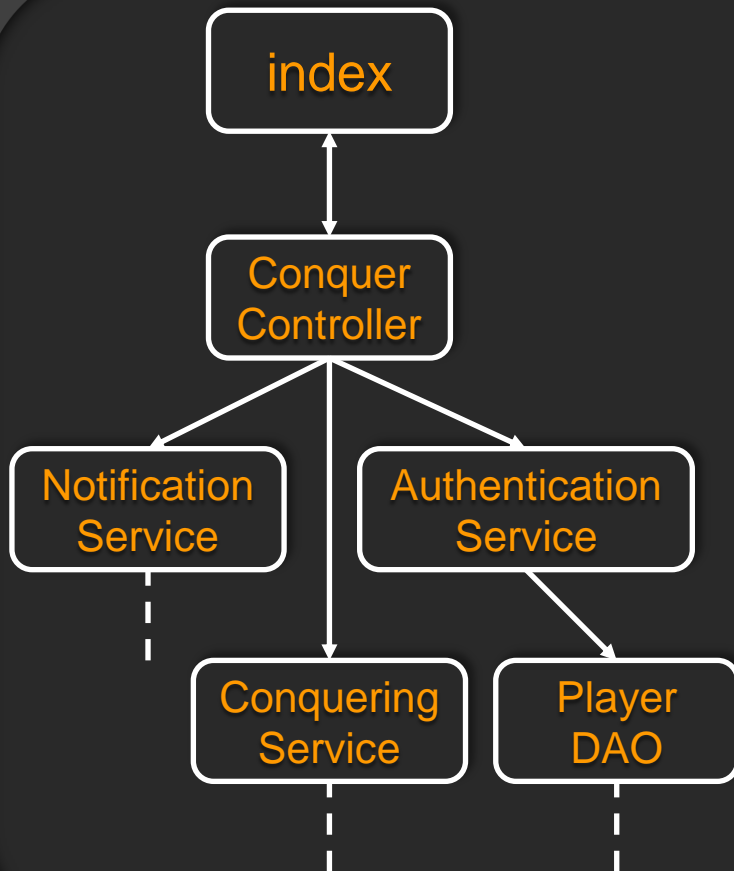 index
Conquer
Controller
Notification
Service
Authentication
Service
Conquering
Service
Player
DAO